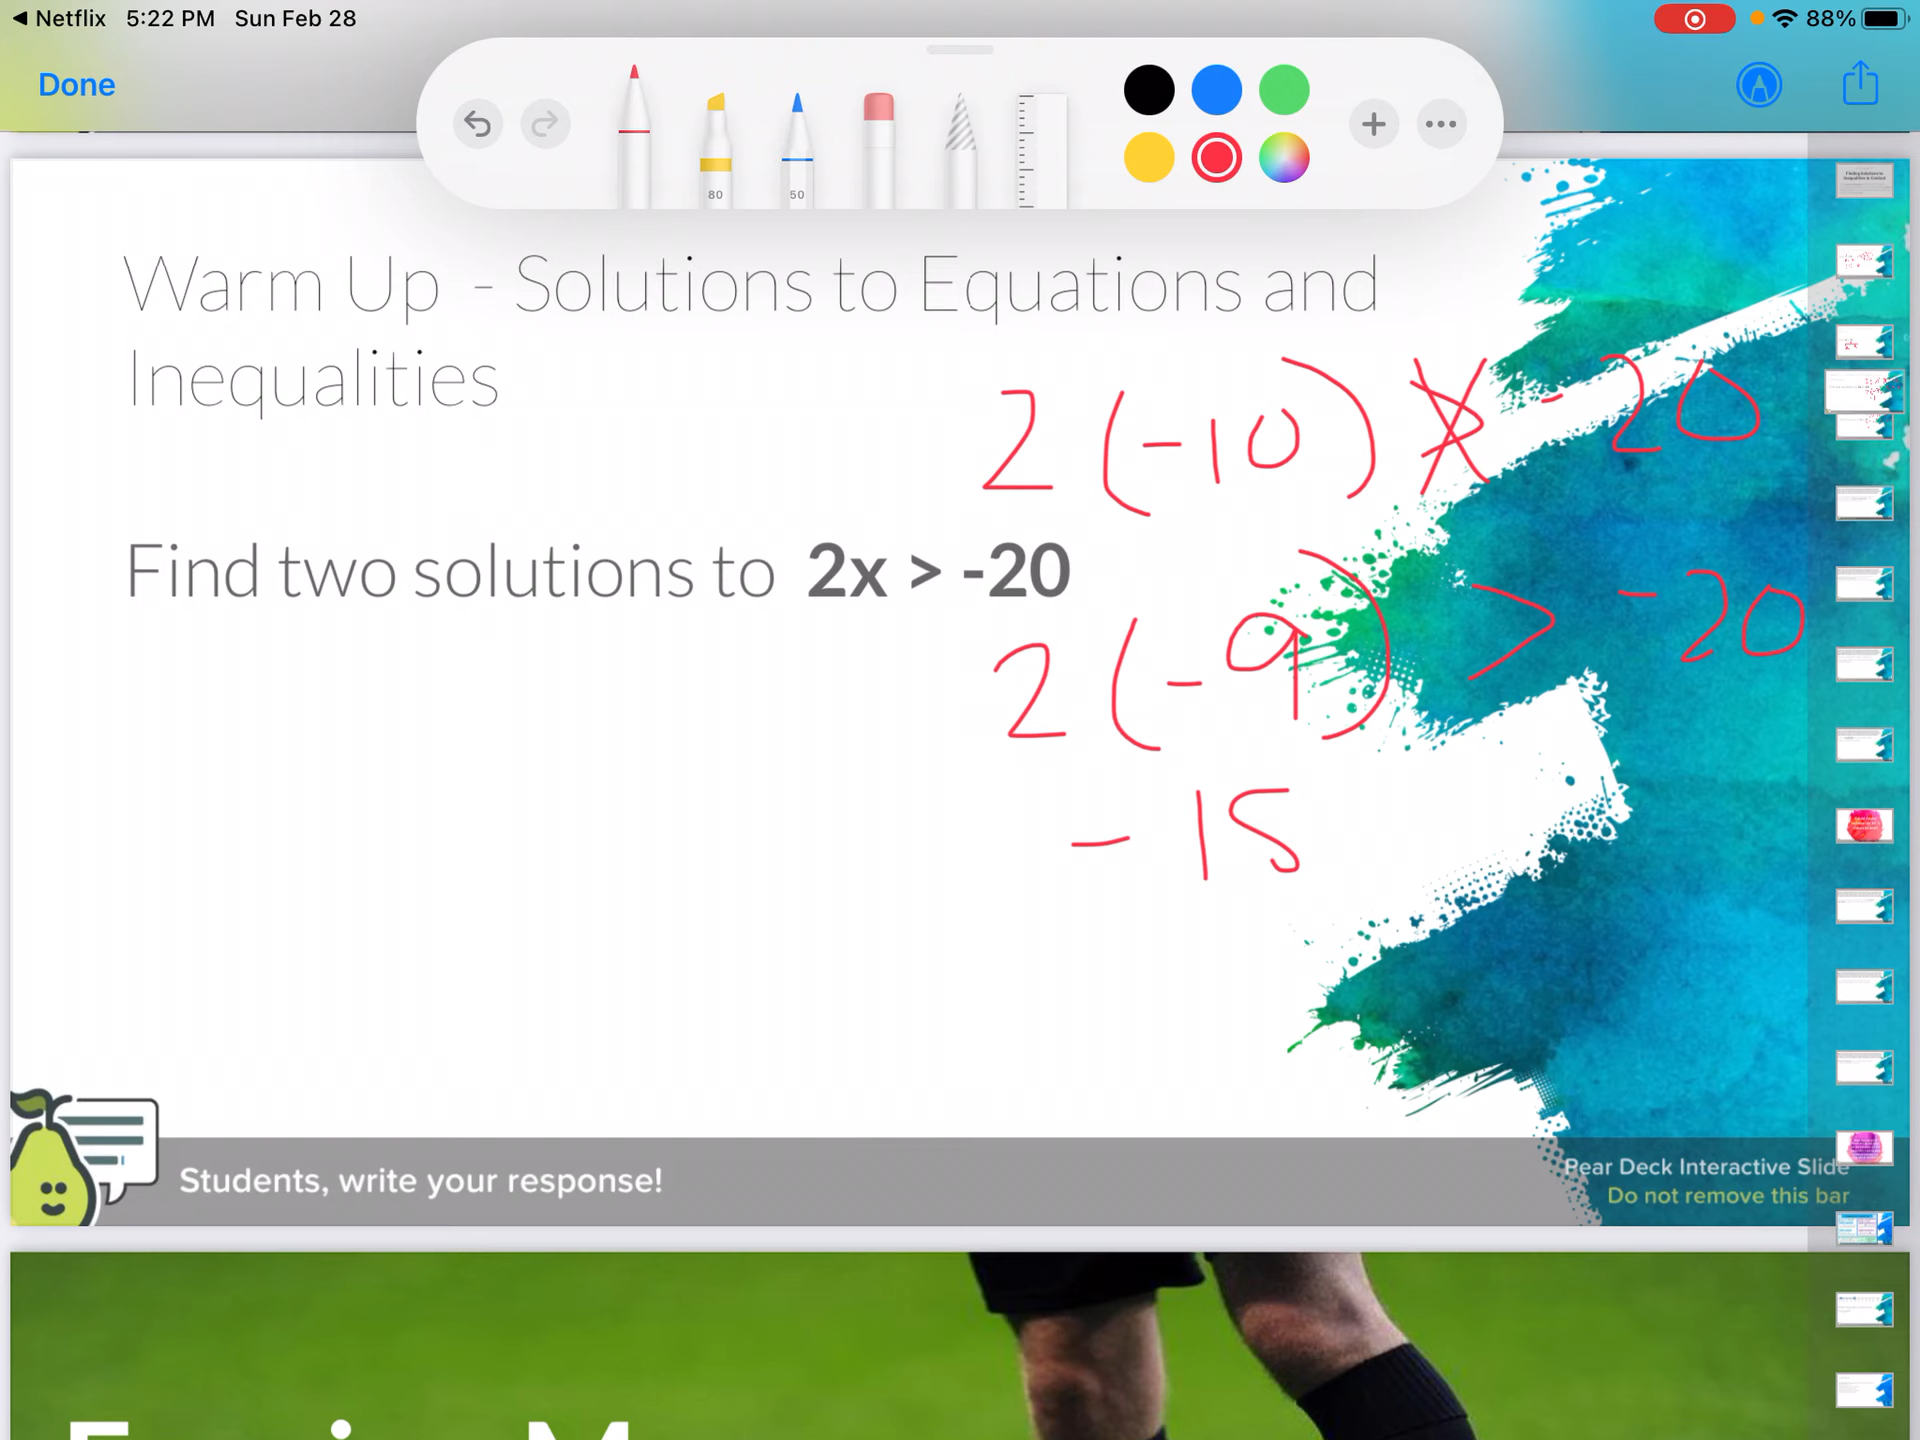 Netflix 5:22 PM Sun Feb 28
88%
Done
80
50
Warm Up - Solutions to Equations and
Inequalities
2 (-10) > -20
Find two solutions to 2x > -20
2 (-9) > -20
-15
Students, write your response!
Pear Deck Interactive Slide
Do not remove this bar